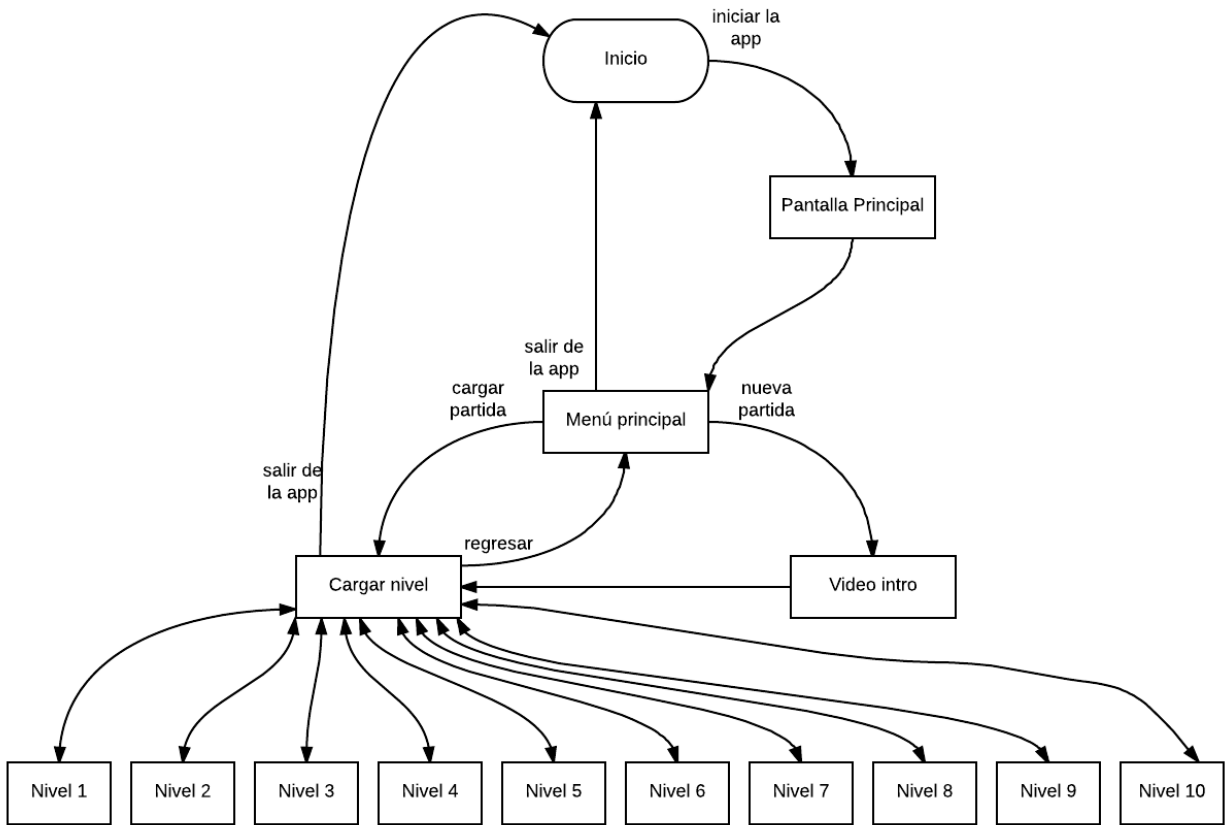 iniciar la
app
Inicio
Pantalla Principal
salir de
la app
cargar
partida
nueva
partida
Menú principal
salir de
la app
regresar
Cargar nivel
Video intro
Nivel 1
Nivel 2
Nivel 3
Nivel 4
Nivel 5
Nivel 6
Nivel 7
Nivel 8
Nivel 9
Nivel 10